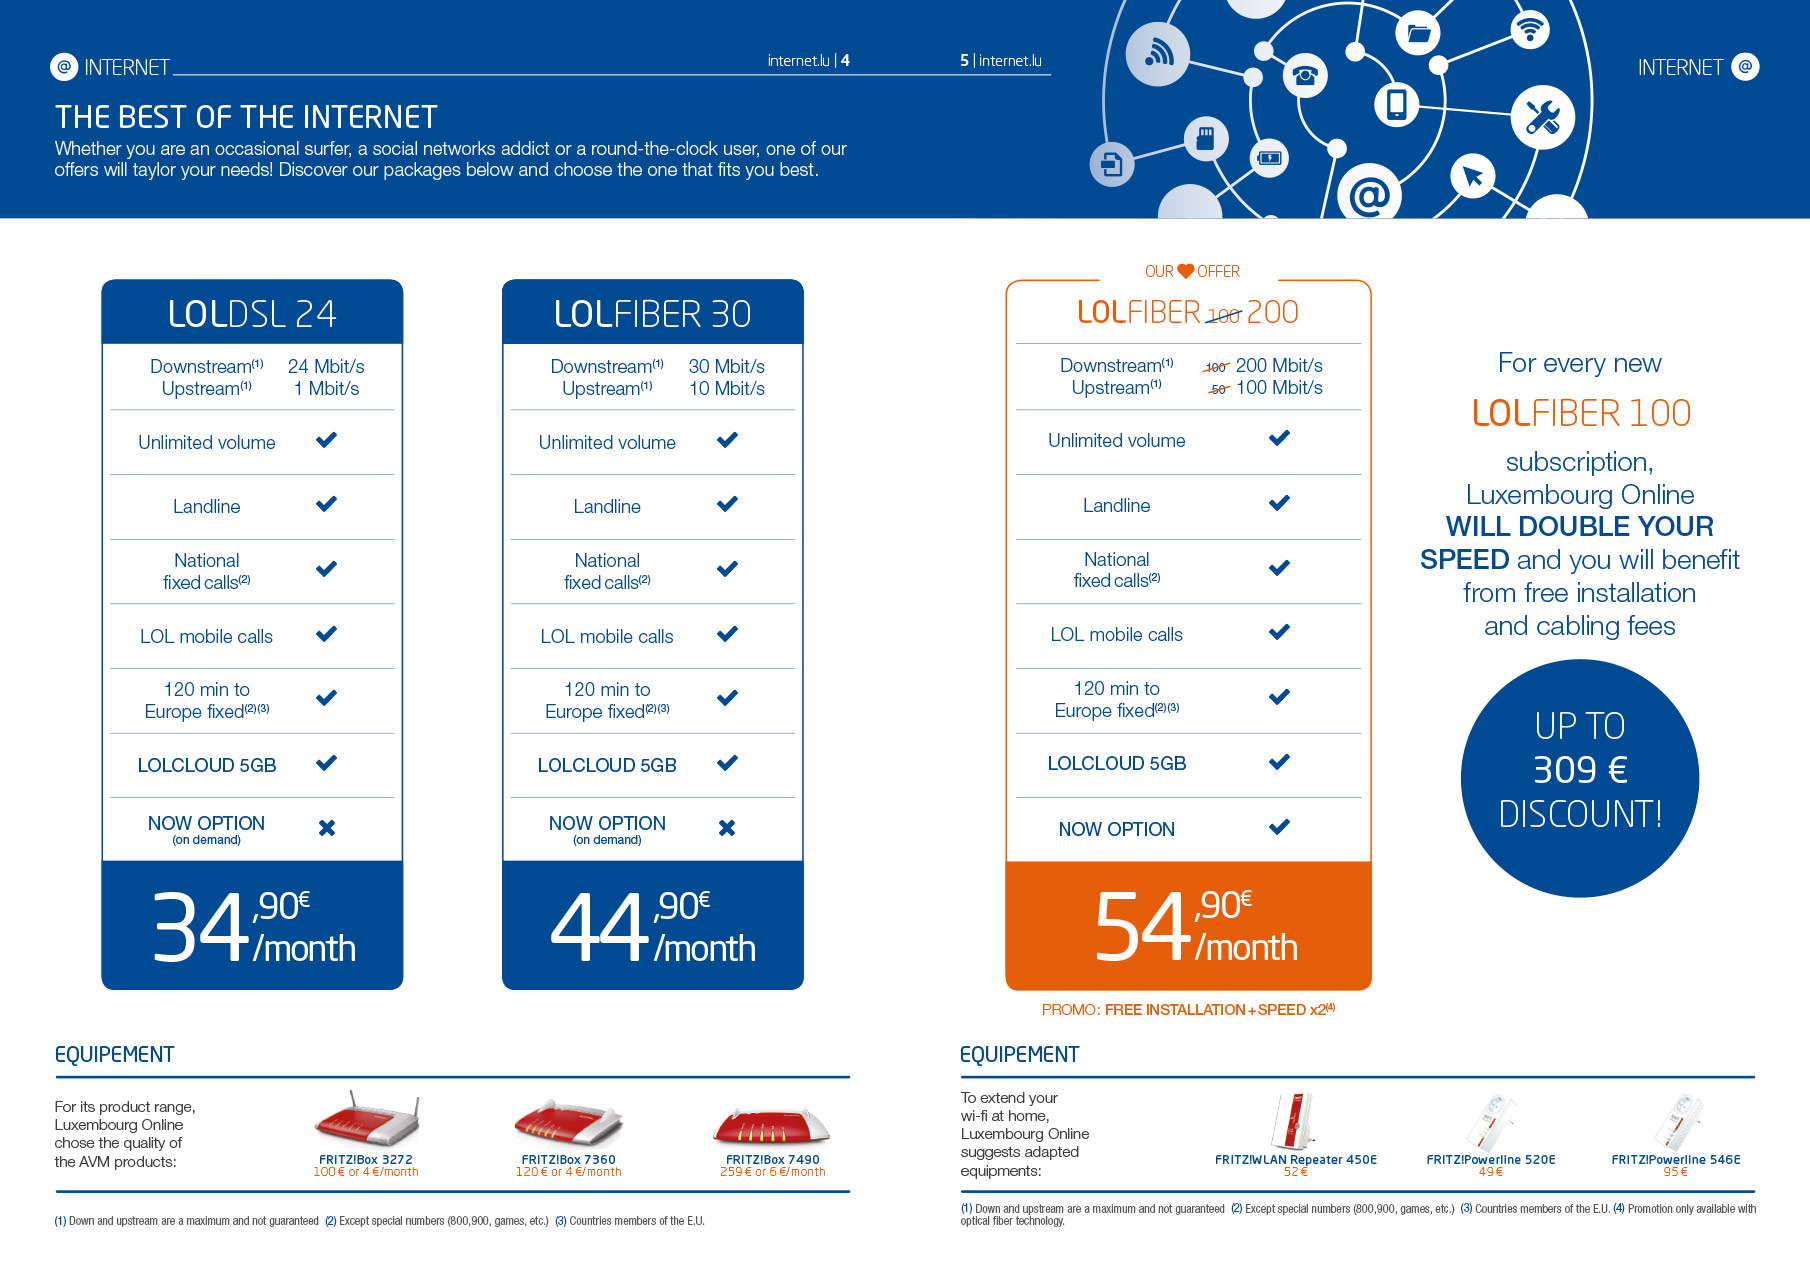 @ INTERNET
internet.lu | 4
5 | internet.lu
INTERNET @
THE BEST OF THE INTERNET
Whether you are an occasional surfer, a social networks addict or a round-the-clock user, one of our
offers will taylor your needs! Discover our packages below and choose the one that fits you best.
@
LOLDSL 24
Downstream(1) 24 Mbit/s
Upstream(1) 1 Mbit/s
Unlimited volume
Landline
National
fixed calls(2)
LOL mobile calls
120 min to
Europe fixed(2)(3)
LOLCLOUD 5GB
NOW OPTION
(on demand)
34,90€
/month
LOLFIBER 30
Downstream(1) 30 Mbit/s
Upstream(1) 10 Mbit/s
Unlimited volume
Landline
National
fixed calls(2)
LOL mobile calls
120 min to
Europe fixed(2)(3)
LOLCLOUD 5GB
NOW OPTION
(on demand)
44,90€
/month
OUR OFFER
LOLFIBER 100 200
Downstream(1) 100 200 Mbit/s
Upstream(1) 50 100 Mbit/s
Unlimited volume
Landline
National
fixed calls(2)
LOL mobile calls
120 min to
Europe fixed(2)(3)
LOLCLOUD 5GB
NOW OPTION
54,90€
/month
PROMO: FREE INSTALLATION+SPEED x2(4)
For every new
LOLFIBER 100
subscription,
Luxembourg Online
WILL DOUBLE YOUR
SPEED and you will benefit
from free installation
and cabling fees
UP TO
309 €
DISCOUNT!
EQUIPEMENT
For its product range,
Luxembourg Online
chose the quality of
the AVM products:
FRITZ!Box 3272
100 € or 4 €/month
FRITZ!Box 7360
120 € or 4 €/month
FRITZ!Box 7490
259 € or 6 €/month
(1) Down and upstream are a maximum and not guaranteed (2) Except special numbers (800,900, games, etc.) (3) Countries members of the E.U.
EQUIPEMENT
To extend your
wi-fi at home,
Luxembourg Online
suggests adapted
equipments:
FRITZ!WLAN Repeater 450E
52 €
FRITZ!Powerline 520E
49 €
FRITZ!Powerline 546E
95 €
(1) Down and upstream are a maximum and not guaranteed (2) Except special numbers (800,900, games, etc.) (3) Countries members of the E.U. (4) Promotion only available with
optical fiber technology.